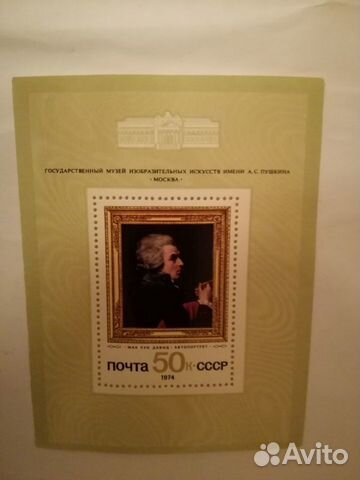 ГОСУДАРСТВЕННЫЙ МУЗЕЙ ИЗОБРАЗИТЕЛЬНЫХ ИСКУССТВ ИМЕНИ А.С.ПУШКИНА
·МОСКВА·
·ЖАК ЛУИ ДАВИД·АВТОПОРТРЕТ·
ПОЧТА 50К·СССР
1974
Avito